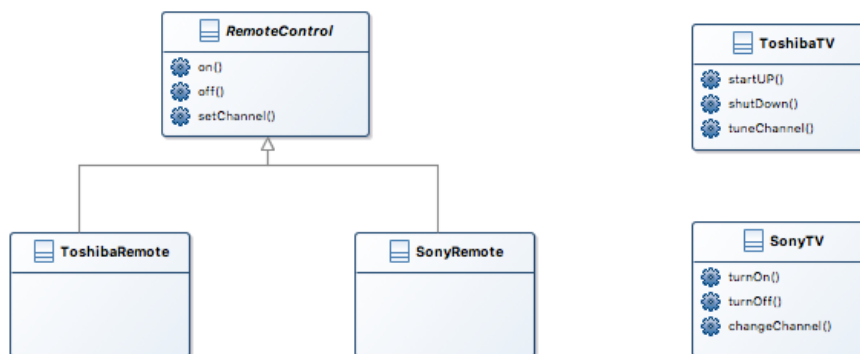 RemoteControl
on()
off()
setChannel()
ToshibaTV
startUP()
shutDown()
tuneChannel()
ToshibaRemote
SonyRemote
SonyTV
turnOn()
turnOff()
changeChannel()